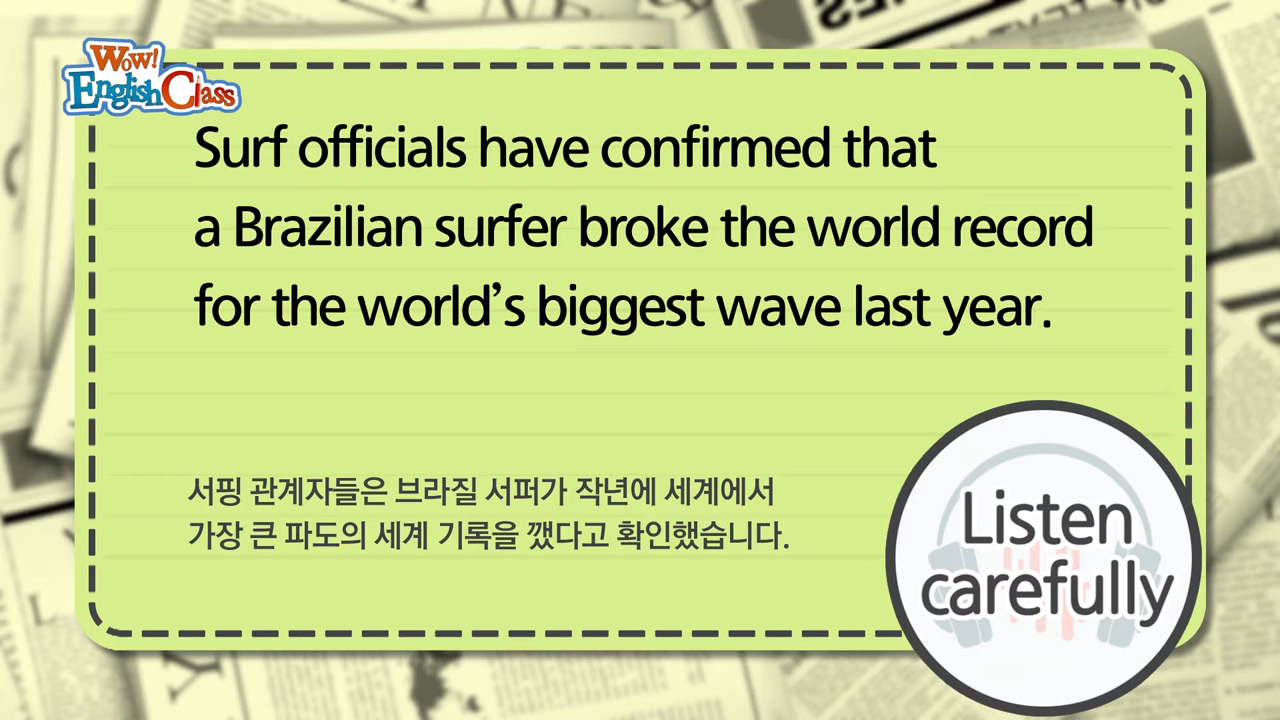 Wow!
English Class
Surf officials have confirmed that
a Brazilian surfer broke the world record
for the world’s biggest wave last year.
서핑 관계자들은 브라질 서퍼가 작년에 세계에서
가장 큰 파도의 세계 기록을 깼다고 확인했습니다.
Listen
carefully